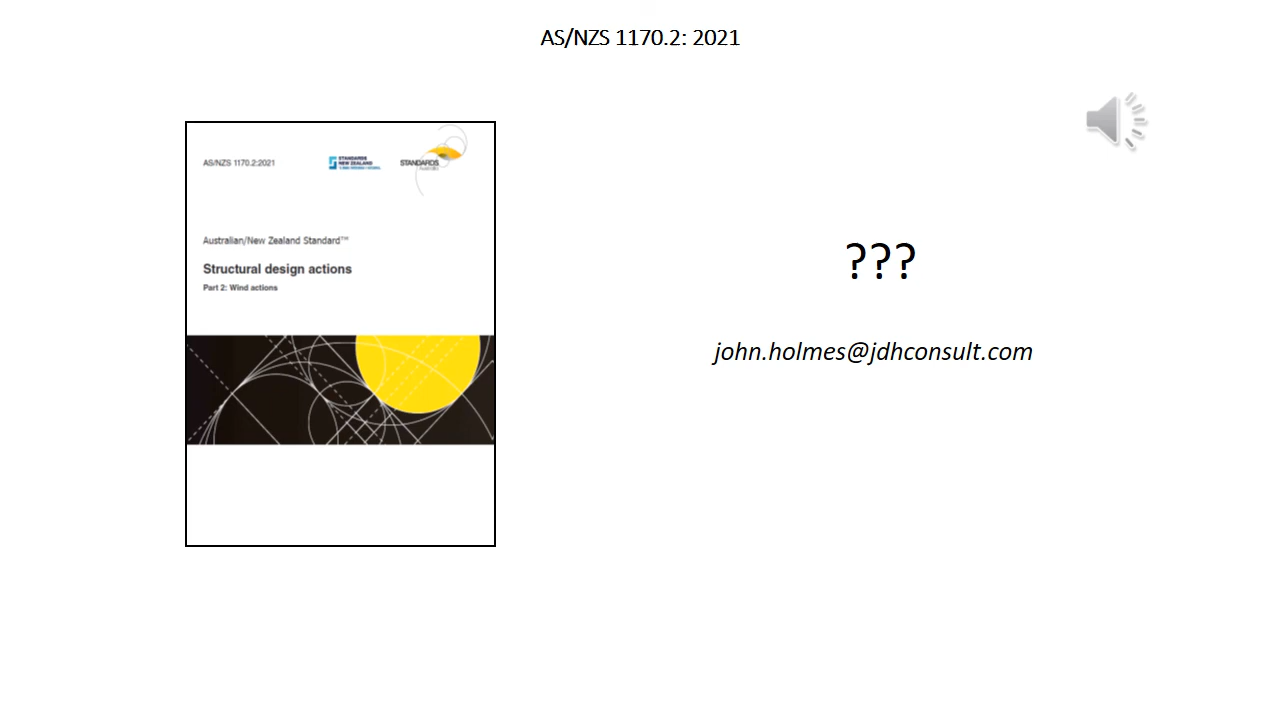 AS/NZS 1170.2: 2021
AS/NZS 1170.2:2021
STANDARDS
NEW ZEALAND
STANDARDS
Australia
Australian/New Zealand Standard™
Structural design actions
Part 2: Wind actions
???
john.holmes@jdhconsult.com